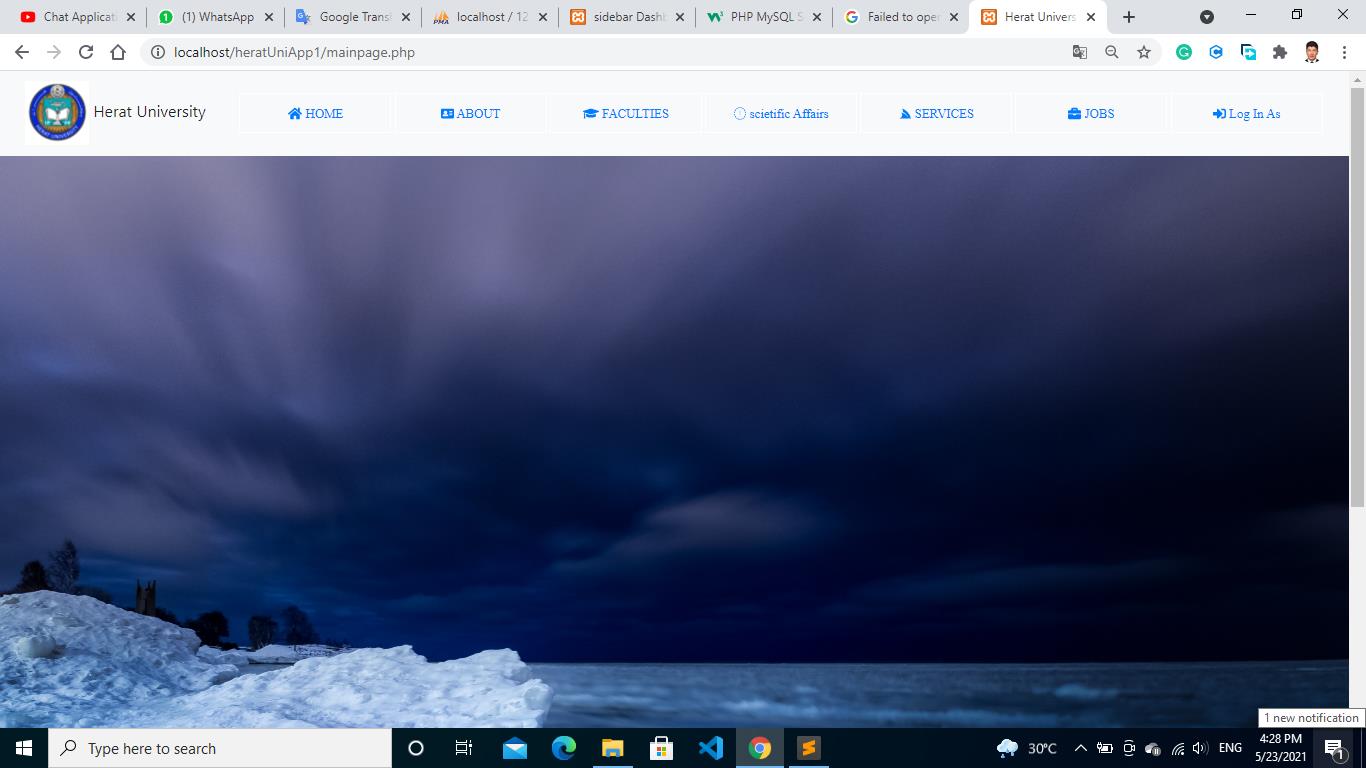 Chat Applicati
(1) WhatsApp
Google Transl
localhost / 12
sidebar Dashb
PHP MySQL S
Failed to oper
Herat Univers
localhost/heratUniApp1/mainpage.php
Herat University
HOME
ABOUT
FACULTIES
scietific Affairs
SERVICES
JOBS
Log In As
1 new notification
Type here to search
30°C
ENG
4:28 PM
5/23/2021
1